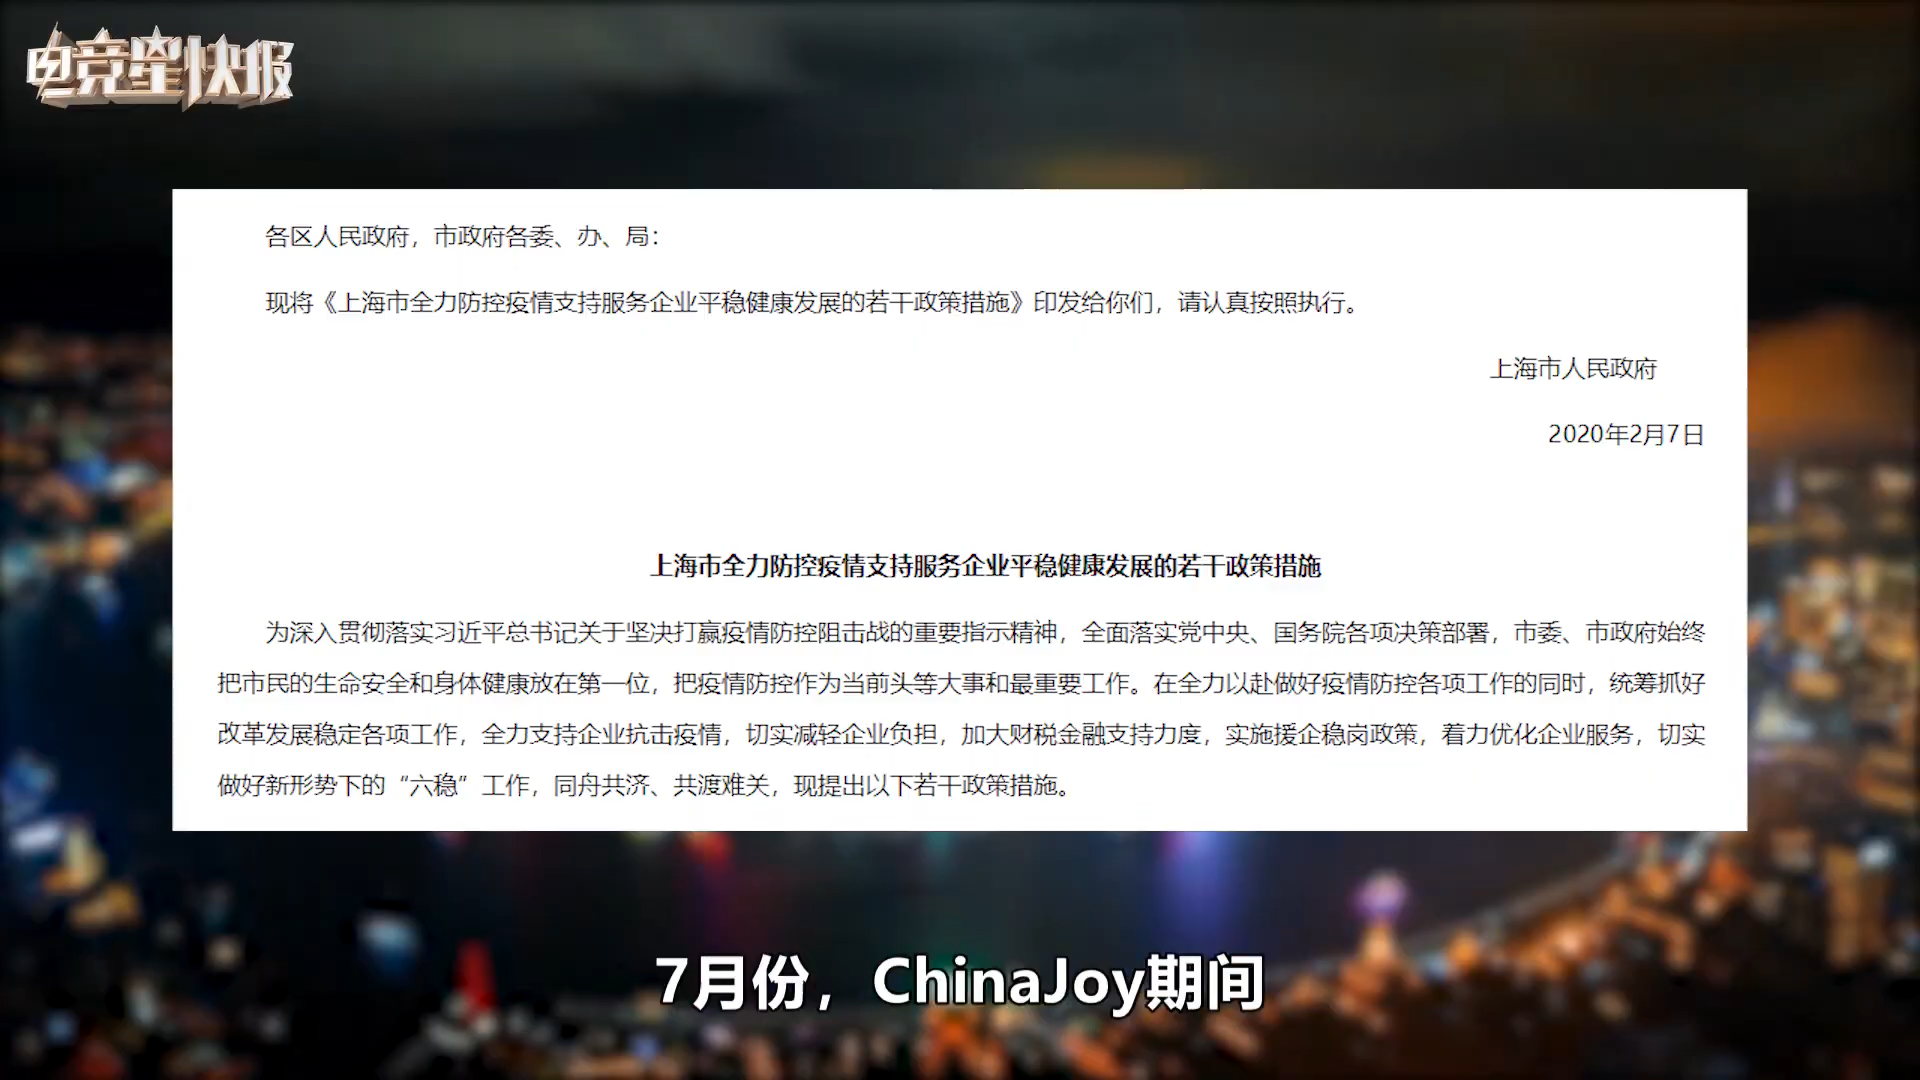 电竞星快报
各区人民政府，市政府各委、办、局：
现将《上海市全力防控疫情支持服务企业平稳健康发展的若干政策措施》印发给你们，请认真按照执行。
上海市人民政府
2020年2月7日
上海市全力防控疫情支持服务企业平稳健康发展的若干政策措施
为深入贯彻落实习近平总书记关于坚决打赢疫情防控阻击战的重要指示精神，全面落实党中央、国务院各项决策部署，市委、市政府始终
把市民的生命安全和身体健康放在第一位，把疫情防控作为当前头等大事和最重要工作。在全力以赴做好疫情防控各项工作的同时，统筹抓好
改革发展稳定各项工作，全力支持企业抗击疫情，切实减轻企业负担，加大财税金融支持力度，实施援企稳岗政策，着力优化企业服务，切实
做好新形势下的“六稳”工作，同舟共济、共渡难关，现提出以下若干政策措施。
7月份，ChinaJoy期间